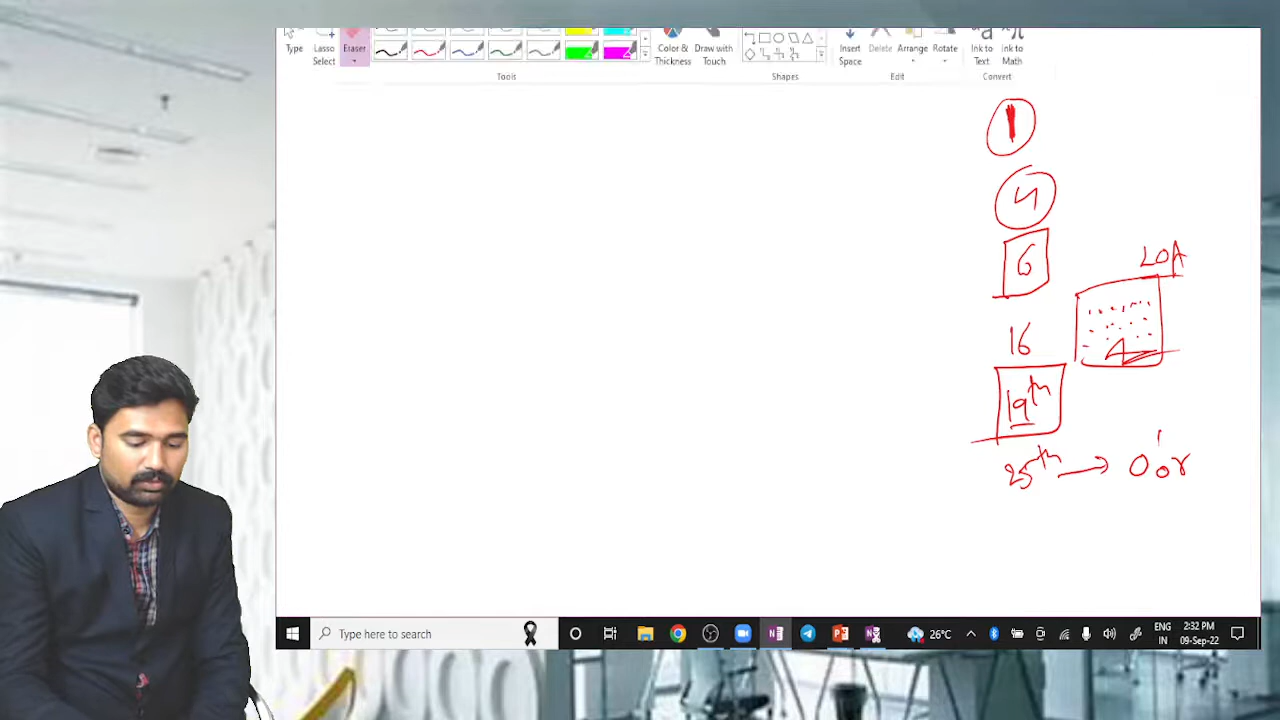 Type
Lasso Select
Eraser
Color & Thickness
Draw with Touch
Insert Space
Delete
Arrange
Rotate
Ink to Text
Ink to Math
Tools
Shapes
Edit
Convert
1
4
6
LOA
16
19th
25th →
Type here to search
26°C
ENG
IN
2:32 PM
09-Sep-22